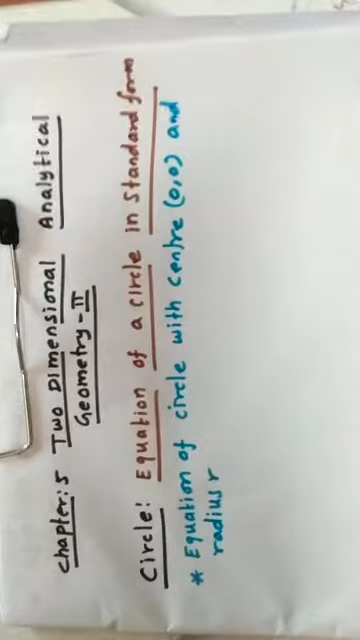 Chapter:5 Two Dimensional Analytical
Geometry-II
Circle: Equation of a circle in standard form
* Equation of circle with centre (0,0) and
radius r